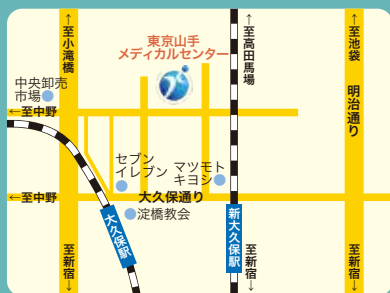 ↑至小滝橋
東京山手
メディカルセンター
↑至高田馬場
↑至池袋
中央卸売
市場
明治通り
←至中野
セブン
イレブン
マツモト
キヨシ
←至中野
大久保通り
淀橋教会
大久保駅
新大久保駅
至新宿↓
至新宿↓
至新宿↓